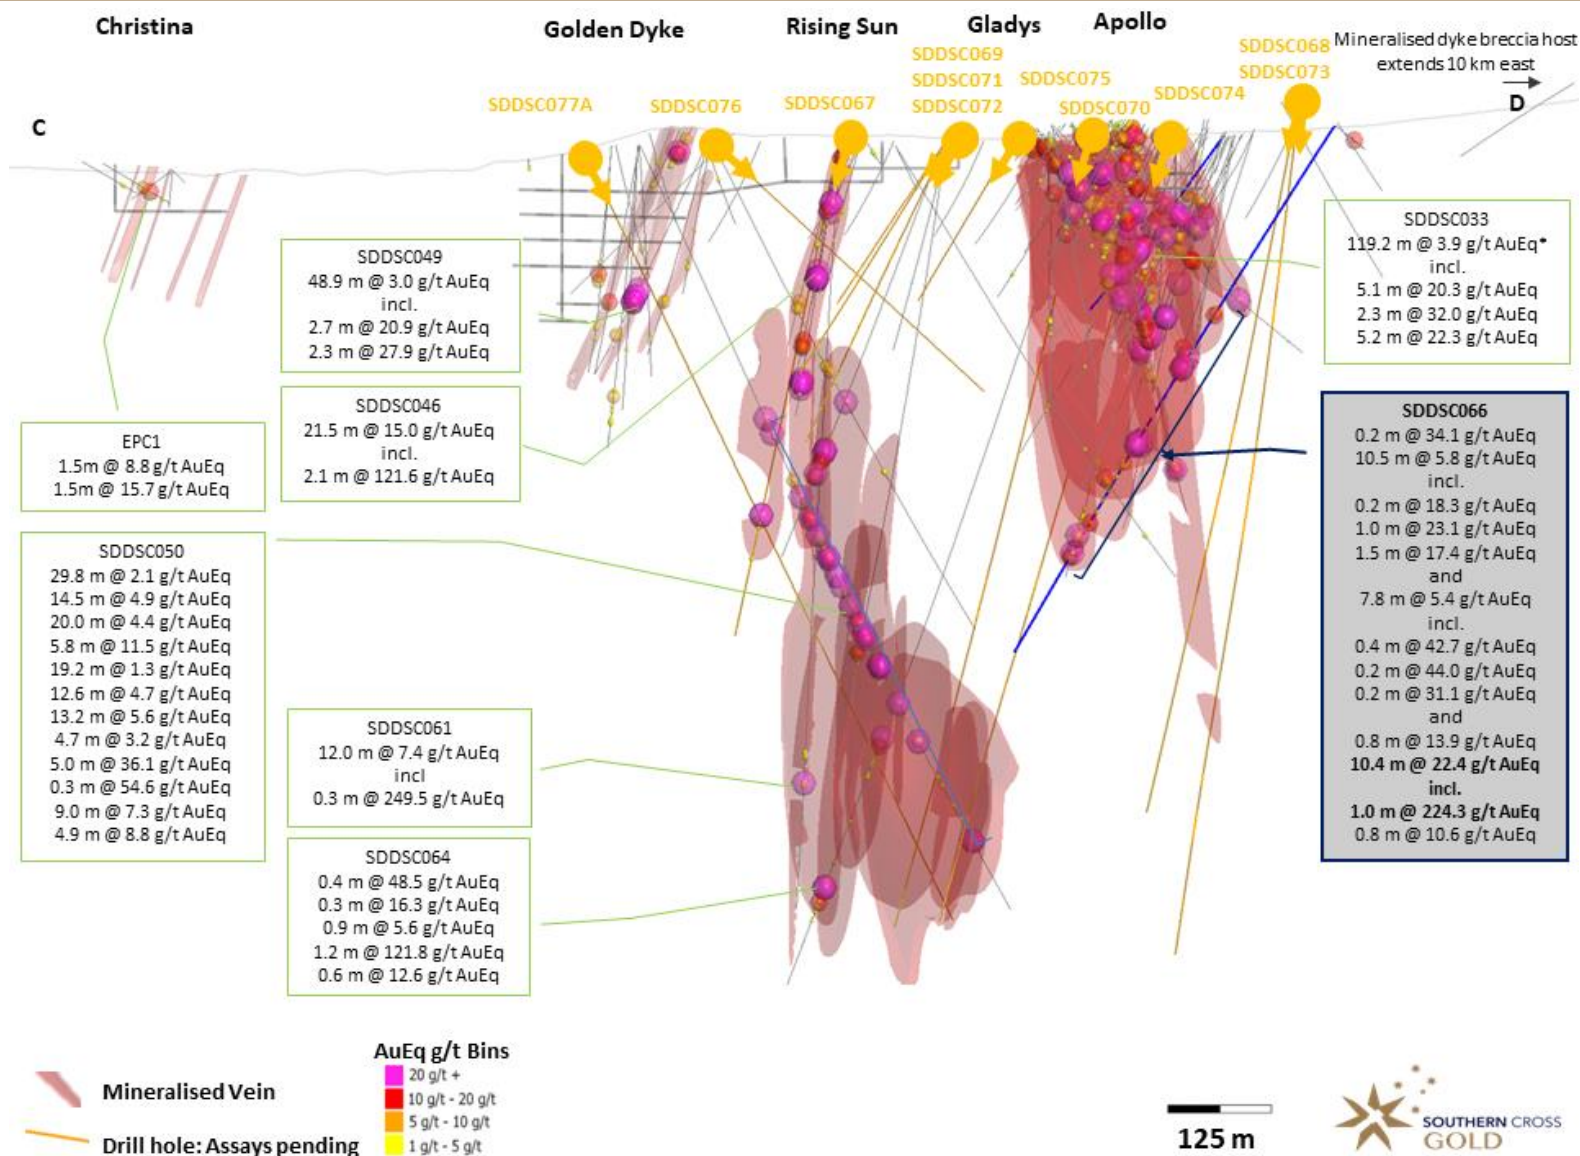 Christina
Golden Dyke
Rising Sun
Gladys
Apollo
SDDSC077A
SDDSC076
SDDSC067
SDDSC069
SDDSC071
SDDSC072
SDDSC075
SDDSC070
SDDSC074
SDDSC068
SDDSC073
Mineralised dyke breccia host
extends 10 km east
C
D
SDDSC049
48.9 m @ 3.0 g/t AuEq
incl.
2.7 m @ 20.9 g/t AuEq
2.3 m @ 27.9 g/t AuEq
SDDSC033
119.2 m @ 3.9 g/t AuEq*
incl.
5.1 m @ 20.3 g/t AuEq
2.3 m @ 32.0 g/t AuEq
5.2 m @ 22.3 g/t AuEq
SDDSC046
21.5 m @ 15.0 g/t AuEq
incl.
2.1 m @ 121.6 g/t AuEq
EPC1
1.5m @ 8.8 g/t AuEq
1.5m @ 15.7 g/t AuEq
SDDSC066
0.2 m @ 34.1 g/t AuEq
10.5 m @ 5.8 g/t AuEq
incl.
0.2 m @ 18.3 g/t AuEq
1.0 m @ 23.1 g/t AuEq
1.5 m @ 17.4 g/t AuEq
and
7.8 m @ 5.4 g/t AuEq
incl.
0.4 m @ 42.7 g/t AuEq
0.2 m @ 44.0 g/t AuEq
0.2 m @ 31.1 g/t AuEq
and
0.8 m @ 13.9 g/t AuEq
10.4 m @ 22.4 g/t AuEq
incl.
1.0 m @ 224.3 g/t AuEq
0.8 m @ 10.6 g/t AuEq
SDDSC050
29.8 m @ 2.1 g/t AuEq
14.5 m @ 4.9 g/t AuEq
20.0 m @ 4.4 g/t AuEq
5.8 m @ 11.5 g/t AuEq
19.2 m @ 1.3 g/t AuEq
12.6 m @ 4.7 g/t AuEq
13.2 m @ 5.6 g/t AuEq
4.7 m @ 3.2 g/t AuEq
5.0 m @ 36.1 g/t AuEq
0.3 m @ 54.6 g/t AuEq
9.0 m @ 7.3 g/t AuEq
4.9 m @ 8.8 g/t AuEq
SDDSC061
12.0 m @ 7.4 g/t AuEq
incl
0.3 m @ 249.5 g/t AuEq
SDDSC064
0.4 m @ 48.5 g/t AuEq
0.3 m @ 16.3 g/t AuEq
0.9 m @ 5.6 g/t AuEq
1.2 m @ 121.8 g/t AuEq
0.6 m @ 12.6 g/t AuEq
Mineralised Vein
Drill hole: Assays pending
AuEq g/t Bins
20 g/t +
10 g/t - 20 g/t
5 g/t - 10 g/t
1 g/t - 5 g/t
125 m
SOUTHERN CROSS
GOLD